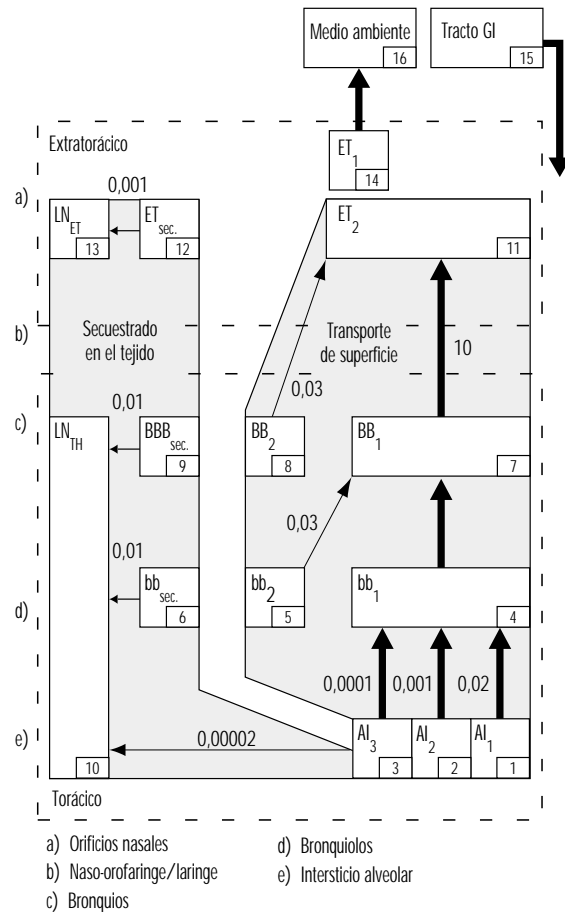 Medio ambiente
16
Tracto GI
15
Extratorácico
ET1
14
a)
0,001
LNET
13
ETsec.
12
ET2
11
b)
Secuestrado
en el tejido
Transporte
de superficie
10
0,03
c)
0,01
LNTH
BBBsec.
9
BB2
8
BB1
7
0,03
0,01
d)
bbsec.
6
bb2
5
bb1
4
0,0001
0,001
0,02
e)
0,00002
10
AI3
3
AI2
2
AI1
1
Torácico
a) Orificios nasales
b) Naso-orofaringe/laringe
c) Bronquios
d) Bronquiolos
e) Intersticio alveolar